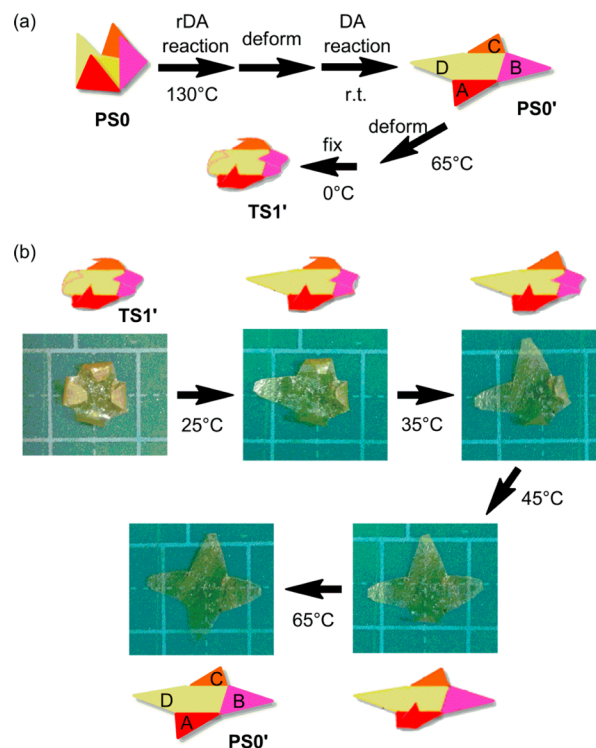 (a)
rDA
reaction
130°C
deform
DA
reaction
r.t.
PS0
D
C
B
A
PS0'
deform
65°C
fix
0°C
TS1'
(b)
TS1'
25°C
35°C
45°C
65°C
D
C
B
A
PS0'